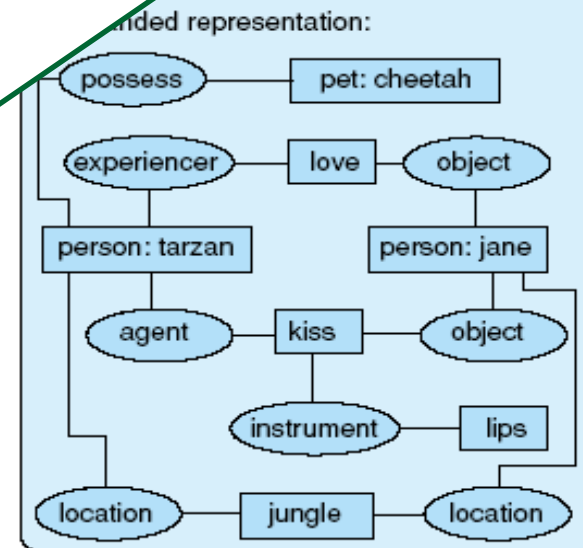 representation:
possess pet: cheetah
experiencer love object
person: tarzan person: jane
agent kiss object
instrument lips
location jungle location